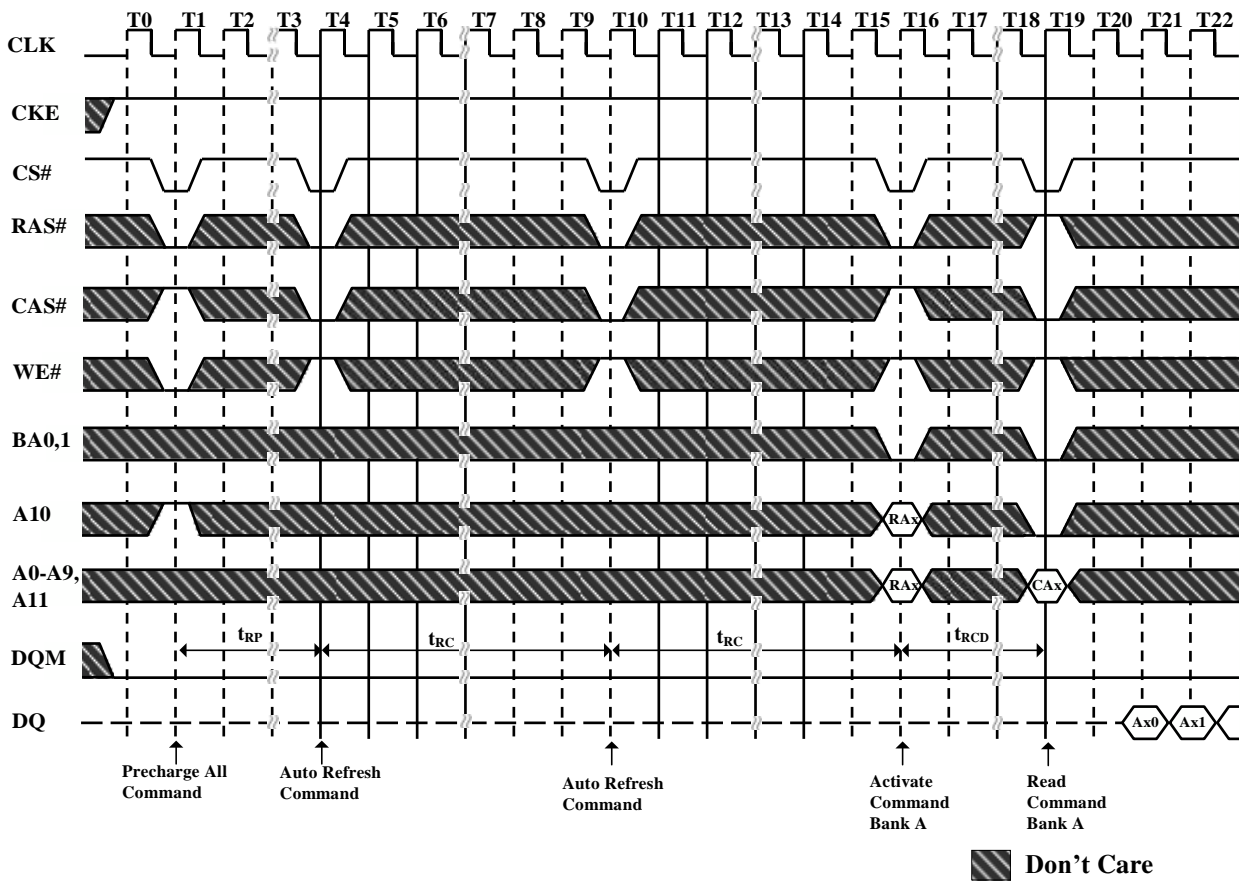 T0 T1 T2 T3 T4 T5 T6 T7 T8 T9 T10 T11 T12 T13 T14 T15 T16 T17 T18 T19 T20 T21 T22
CLK
CKE
CS#
RAS#
CAS#
WE#
BA0,1
A10
RAx
A0-A9,
A11
RAx CAx
tRP tRC tRC tRCD
DQM
DQ
Ax0 Ax1
Precharge All
Command
Auto Refresh
Command
Auto Refresh
Command
Activate
Command
Bank A
Read
Command
Bank A
Don't Care